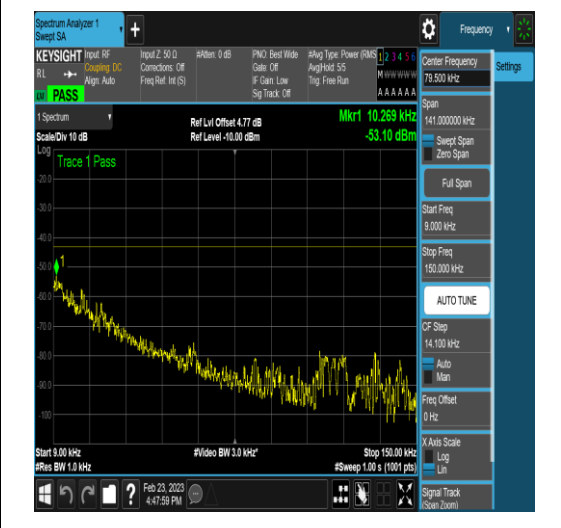 Spectrum Analyzer 1
Swept SA
+
Frequency
KEYSIGHT
RL
PASS
Input: RF
Coupling: DC
Align: Auto
Input Z: 50 Ω
Corrections: Off
Freq Ref: Int (S)
#Atten: 0 dB
PNO: Best Wide
Gate: Off
IF Gain: Low
Sig Track: Off
#Avg Type: Power (RMS
Avg|Hold: 5/5
Trig: Free Run
1 2 3 4 5 6
M W W W W W
A A A A A A
1 Spectrum
Scale/Div 10 dB
Log
Ref Lvl Offset 4.77 dB
Ref Level -10.00 dBm
Mkr1 10.269 kHz
-53.10 dBm
Trace 1 Pass
1
-20.0
-30.0
-40.0
-50.0
-60.0
-70.0
-80.0
-90.0
-100
Start 9.00 kHz
#Res BW 1.0 kHz
#Video BW 3.0 kHz*
Stop 150.00 kHz
#Sweep 1.00 s (1001 pts)
?
Feb 23, 2023
4:47:59 PM
Center Frequency
79.500 kHz
Settings
Span
141.000000 kHz
Swept Span
Zero Span
Full Span
Start Freq
9.000 kHz
Stop Freq
150.000 kHz
AUTO TUNE
CF Step
14.100 kHz
Auto
Man
Freq Offset
0 Hz
X Axis Scale
Log
Lin
Signal Track
(Span Zoom)